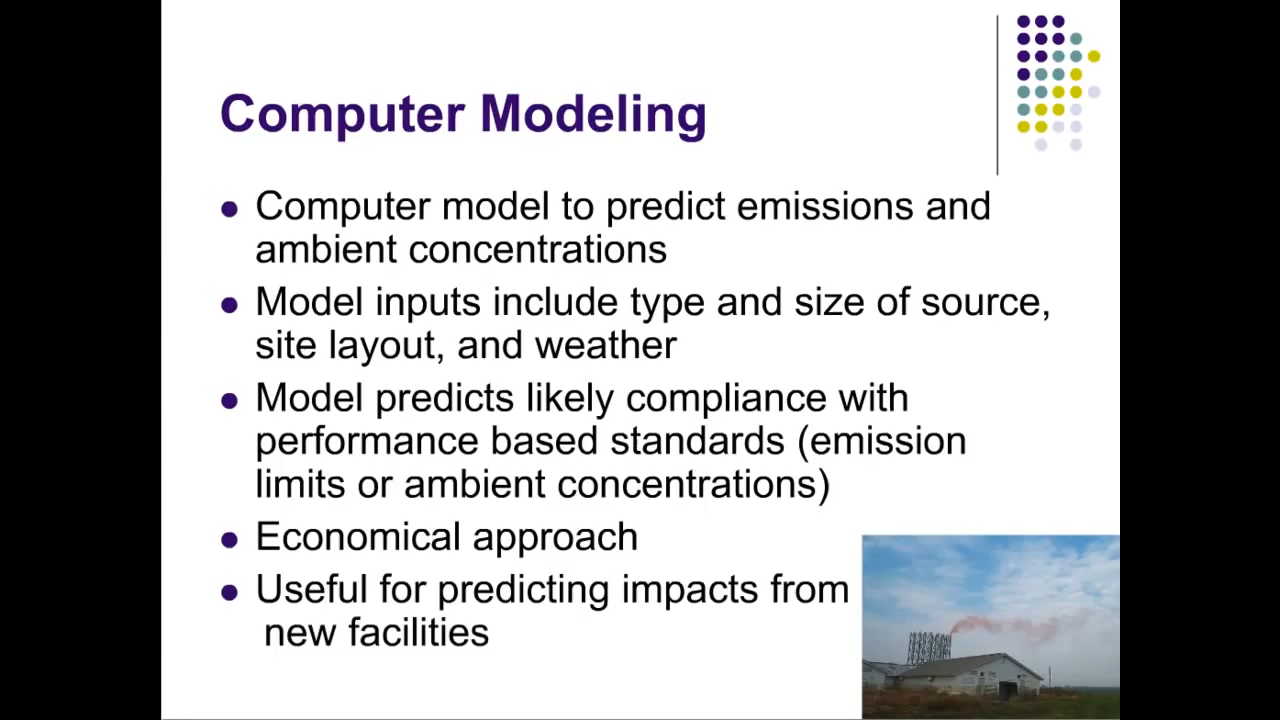 Computer Modeling
Computer model to predict emissions and
ambient concentrations
Model inputs include type and size of source,
site layout, and weather
Model predicts likely compliance with
performance based standards (emission
limits or ambient concentrations)
Economical approach
Useful for predicting impacts from
new facilities